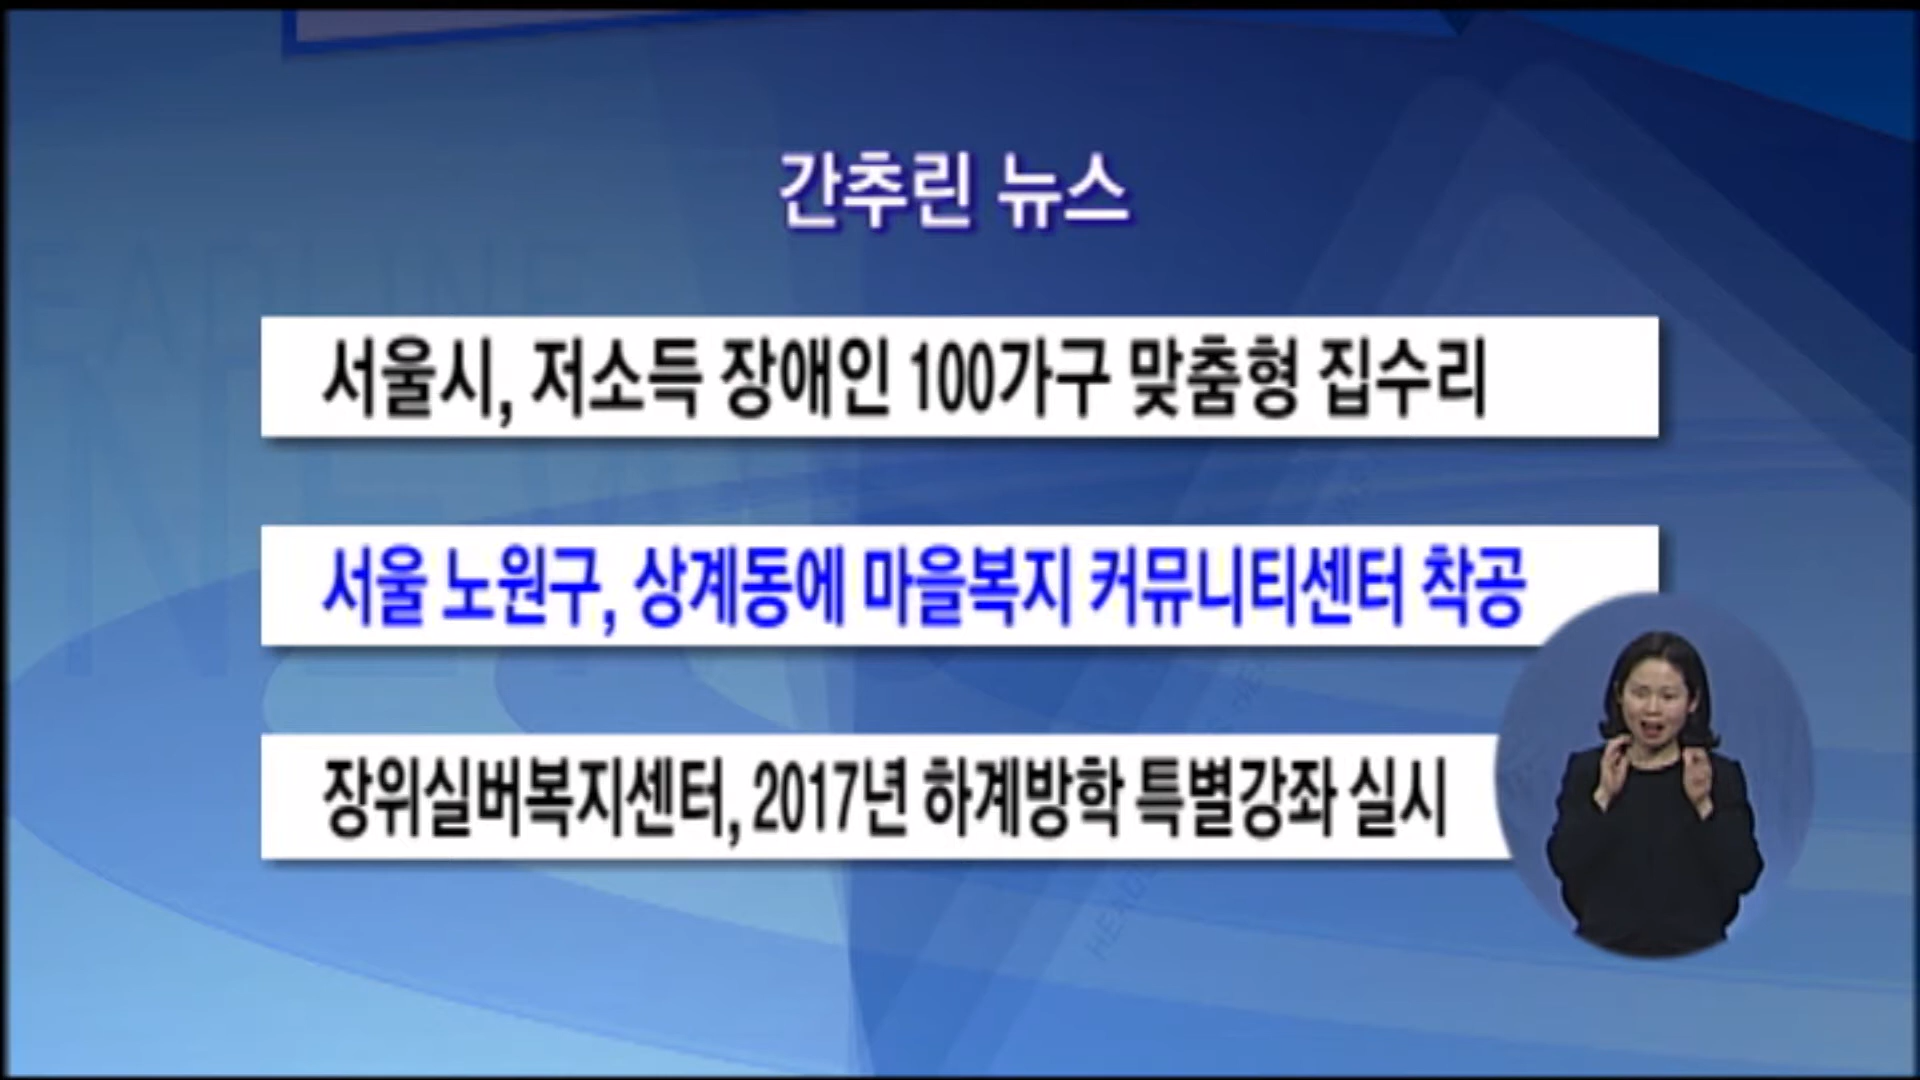 간추린 뉴스
서울시, 저소득 장애인 100가구 맞춤형 집수리
서울 노원구, 상계동에 마을복지 커뮤니티센터 착공
장위실버복지센터, 2017년 하계방학 특별강좌 실시